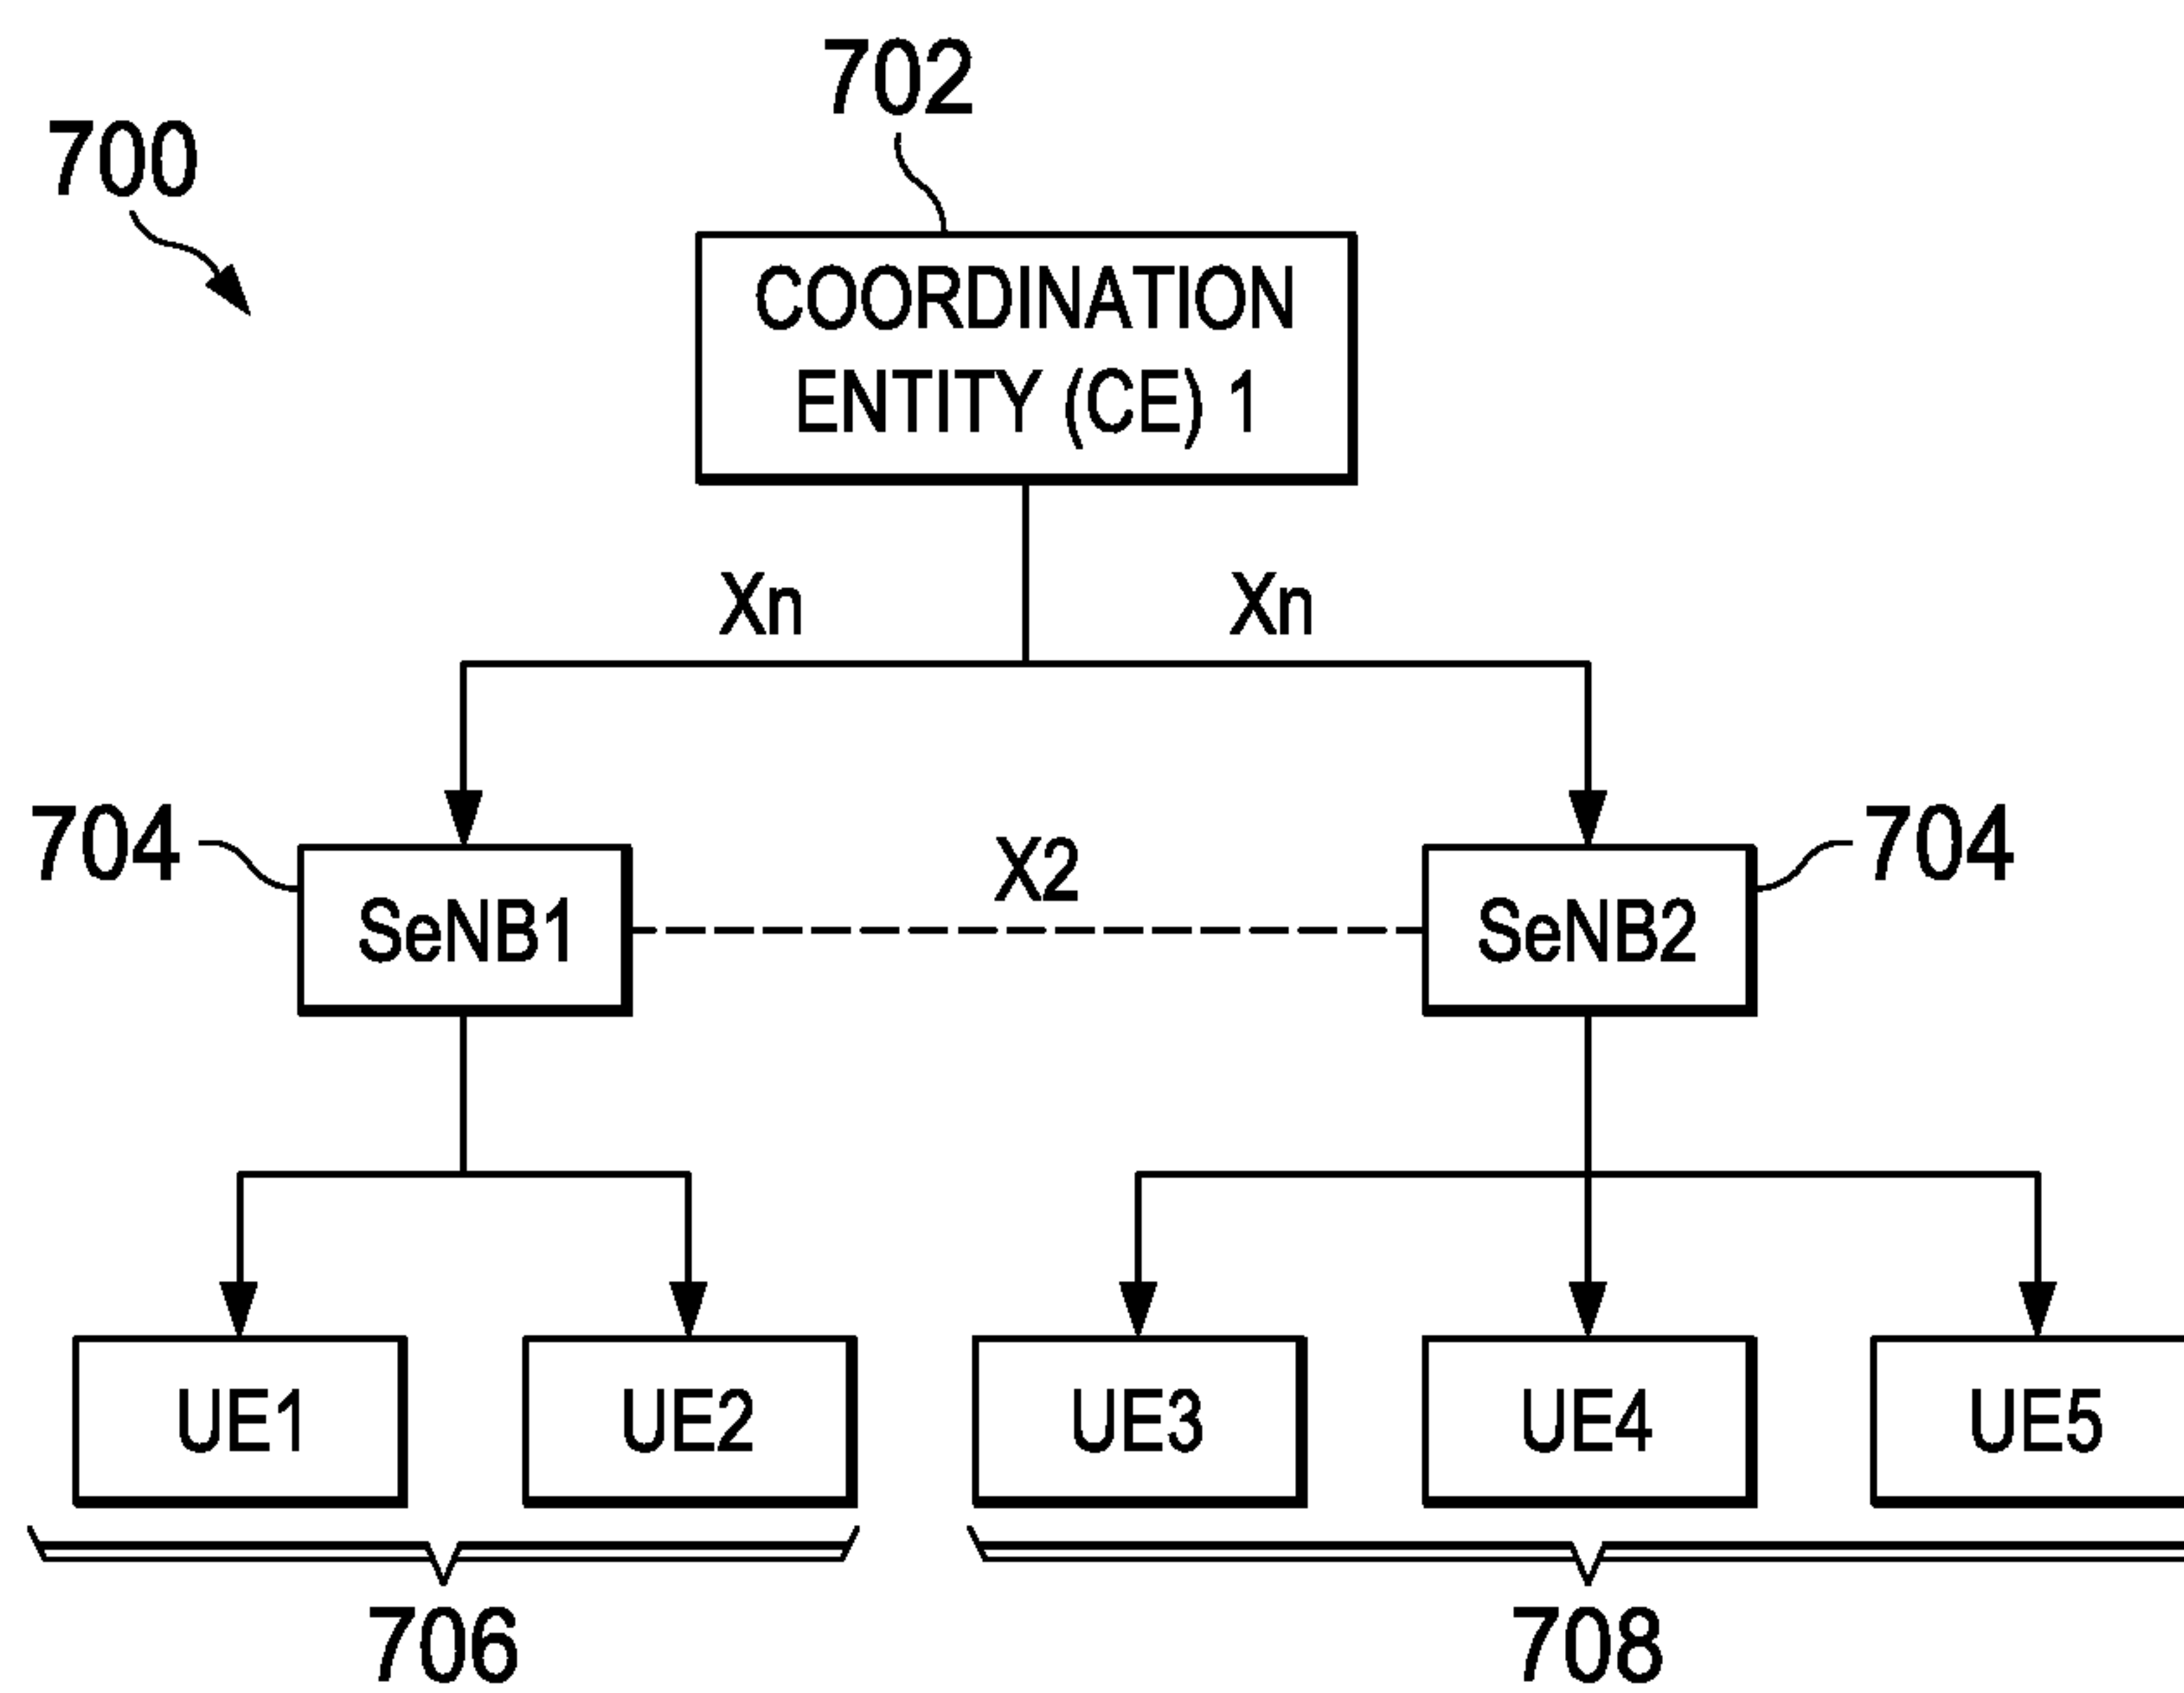 702
700
COORDINATION
ENTITY (CE) 1
Xn Xn
704 X2 704
SeNB1 SeNB2
UE1 UE2 UE3 UE4 UE5
706 708